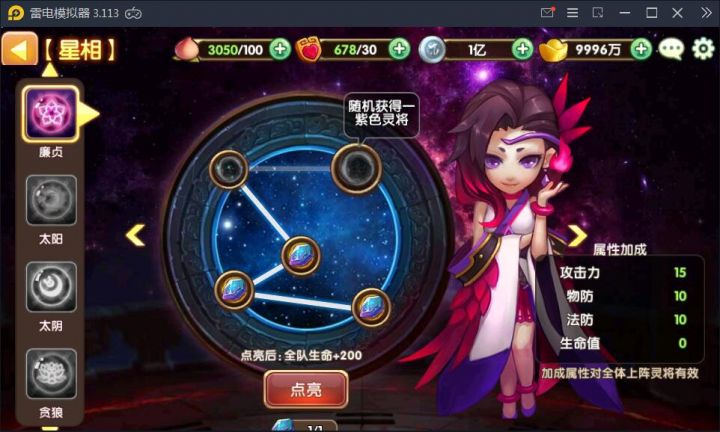 雷电模拟器 3.113
【星相】
3050/100
678/30
1亿
9996万
廉贞
太阳
太阴
贪狼
随机获得一
紫色灵将
属性加成
攻击力 15
物防 10
法防 10
生命值 0
加成属性对全体上阵灵将有效
点亮后:全队生命+200
点亮
1/1